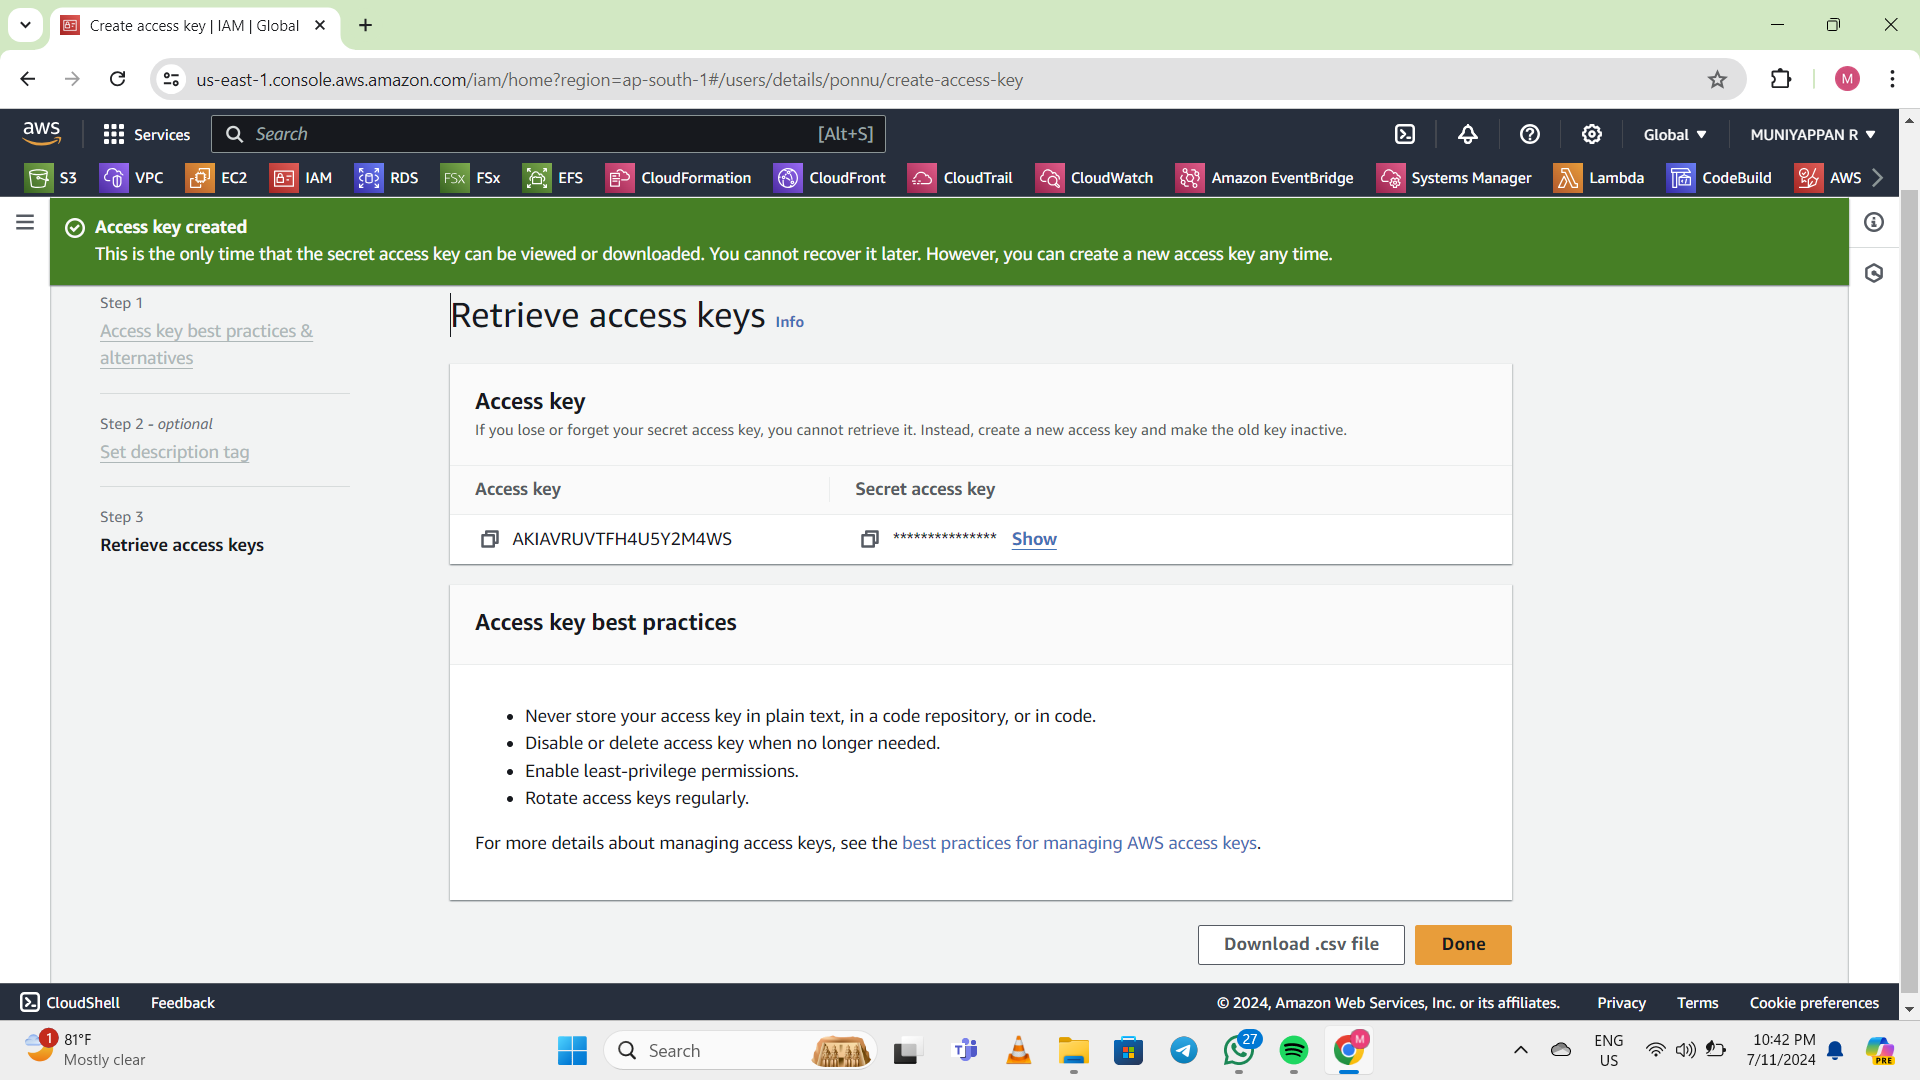 Create access key | IAM | Global
us-east-1.console.aws.amazon.com/iam/home?region=ap-south-1#/users/details/ponnu/create-access-key
M
aws
Services
Search
[Alt+S]
Global
MUNIYAPPAN R
S3
VPC
EC2
IAM
RDS
FSx
FSx
EFS
CloudFormation
CloudFront
CloudTrail
CloudWatch
Amazon EventBridge
Systems Manager
Lambda
CodeBuild
AWS
Access key created
This is the only time that the secret access key can be viewed or downloaded. You cannot recover it later. However, you can create a new access key any time.
Step 1
Access key best practices &
alternatives
Step 2 - optional
Set description tag
Step 3
Retrieve access keys
Retrieve access keys Info
Access key
If you lose or forget your secret access key, you cannot retrieve it. Instead, create a new access key and make the old key inactive.
Access key
Secret access key
AKIAVRUVTFH4U5Y2M4WS
*************** Show
Access key best practices
• Never store your access key in plain text, in a code repository, or in code.
• Disable or delete access key when no longer needed.
• Enable least-privilege permissions.
• Rotate access keys regularly.
For more details about managing access keys, see the best practices for managing AWS access keys.
Download .csv file
Done
CloudShell
Feedback
© 2024, Amazon Web Services, Inc. or its affiliates.
Privacy
Terms
Cookie preferences
1
81°F
Mostly clear
Search
27
M
ENG
US
10:42 PM
7/11/2024
PRE